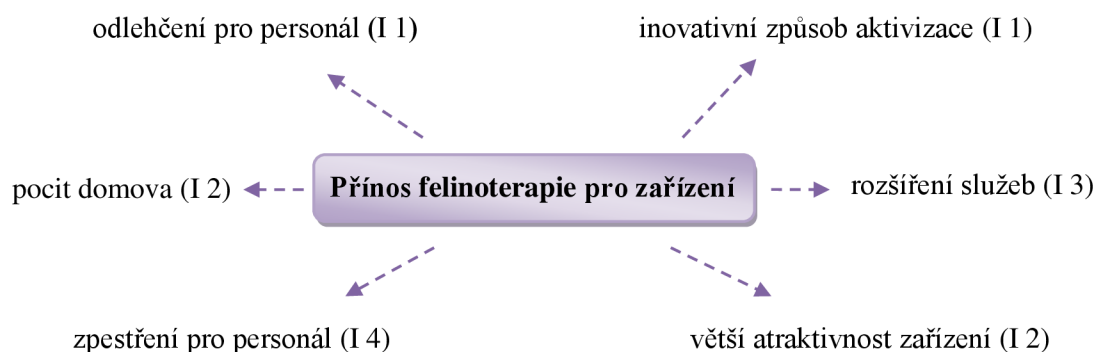 odlehčení pro personál (I 1)
inovativní způsob aktivizace (I 1)
pocit domova (I 2)
Přínos felinoterapie pro zařízení
rozšíření služeb (I 3)
zpestření pro personál (I 4)
větší atraktivnost zařízení (I 2)